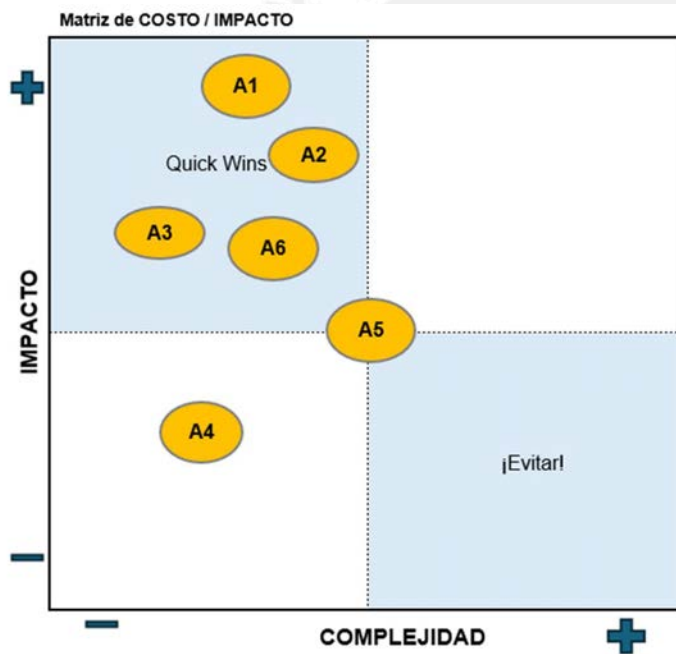 Matriz de COSTO / IMPACTO
A1
A2
Quick Wins
A3
A6
IMPACTO
A5
A4
¡Evitar!
COMPLEJIDAD